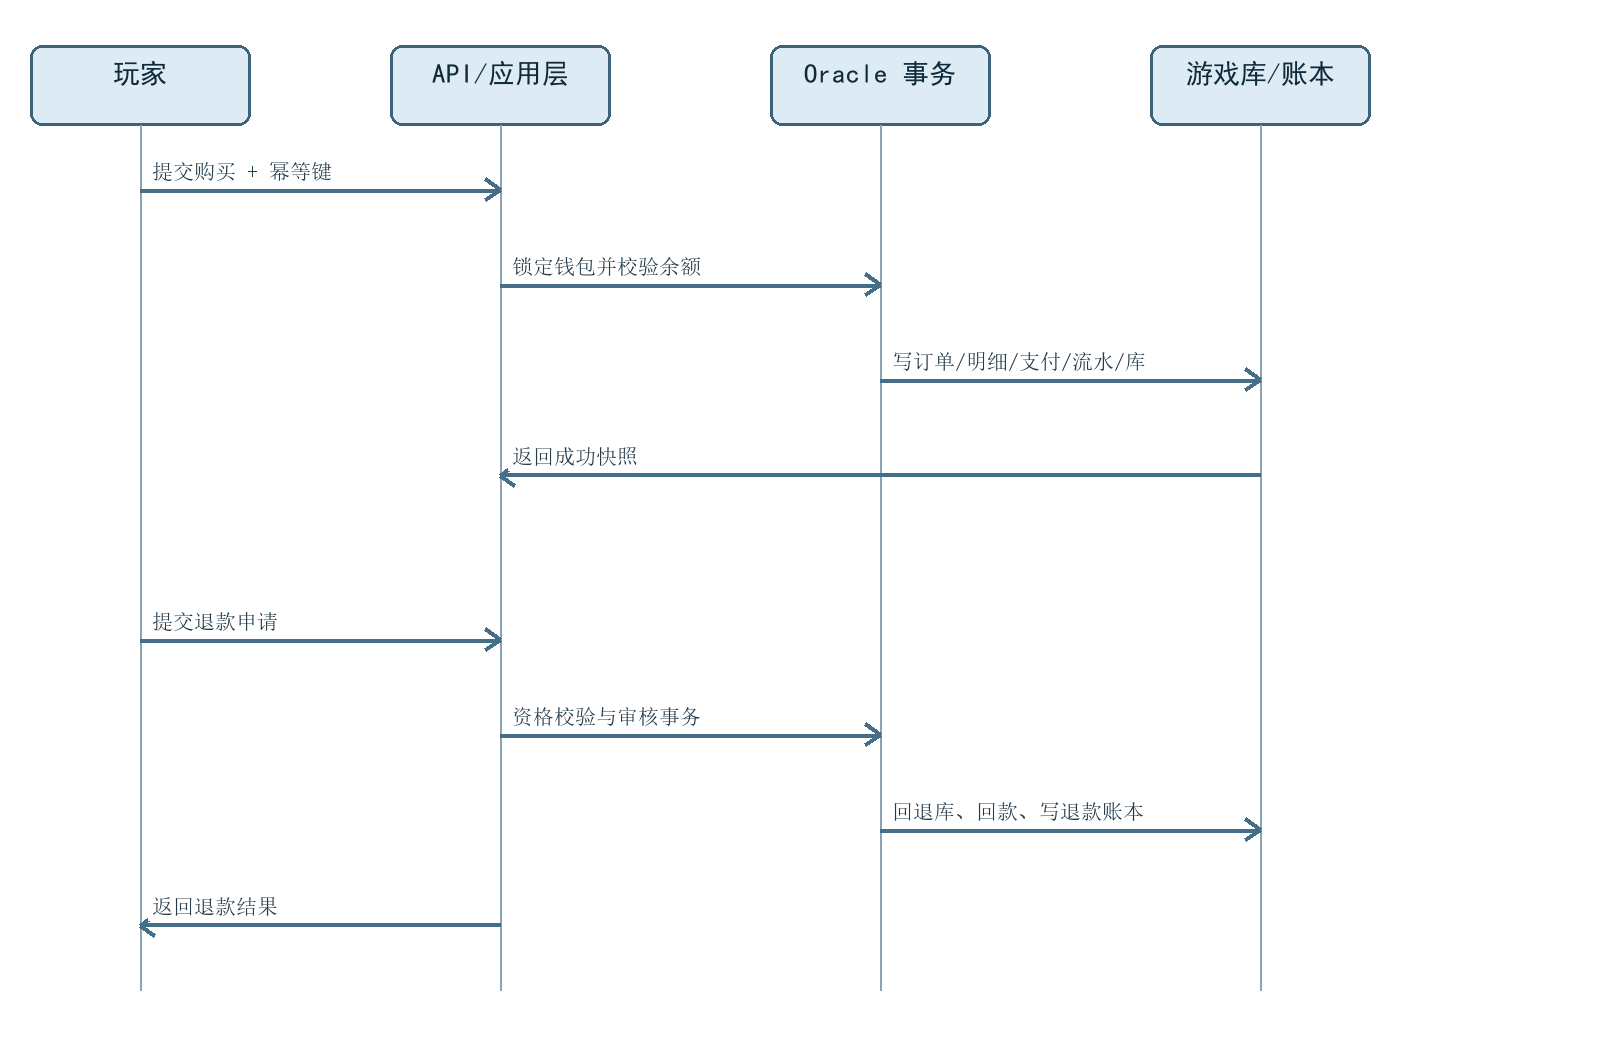 玩家
API/应用层
Oracle 事务
游戏库/账本
提交购买 + 幂等键
锁定钱包并校验余额
写订单/明细/支付/流水/库
返回成功快照
提交退款申请
资格校验与审核事务
回退库、回款、写退款账本
返回退款结果